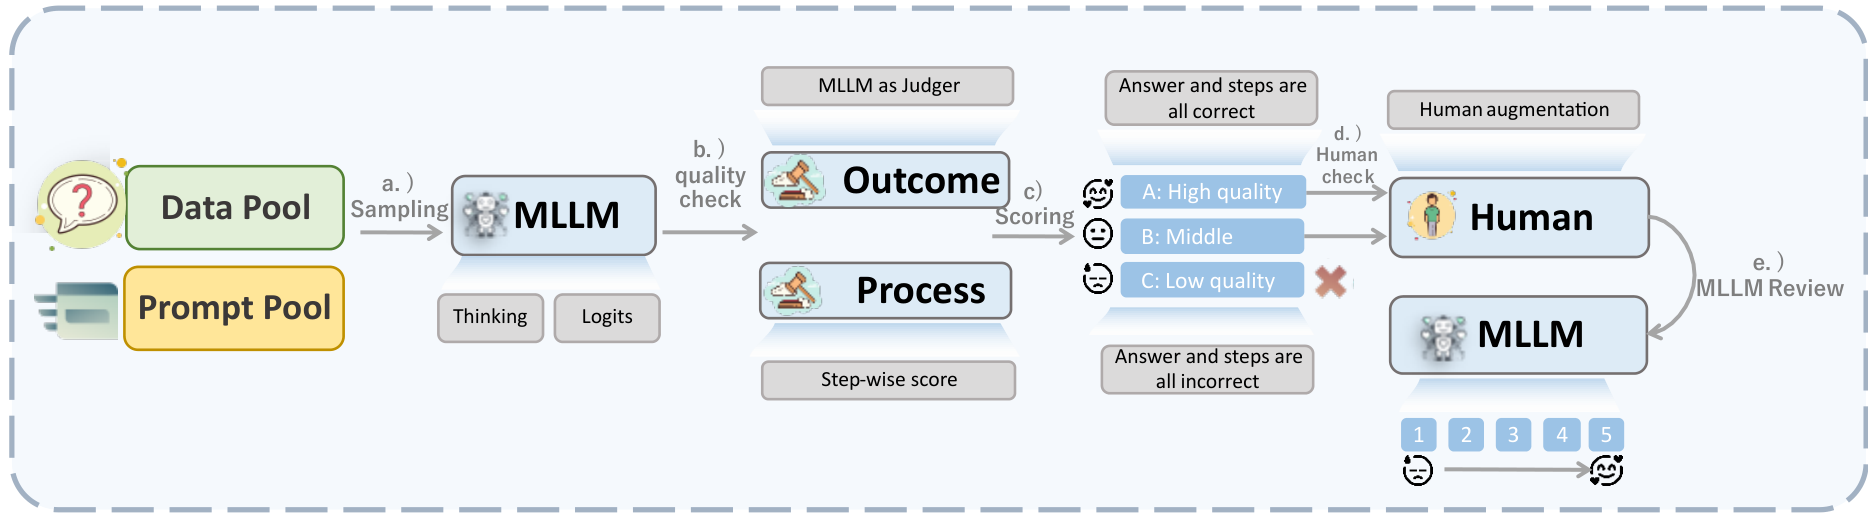 Data Pool
Prompt Pool
a. )
Sampling
MLLM
Thinking
Logits
b. )
quality
check
MLLM as Judger
Outcome
Process
Step-wise score
c)
Scoring
Answer and steps are
all correct
A: High quality
B: Middle
C: Low quality
Answer and steps are
all incorrect
d. )
Human
check
Human augmentation
Human
e. )
MLLM Review
MLLM
1 2 3 4 5